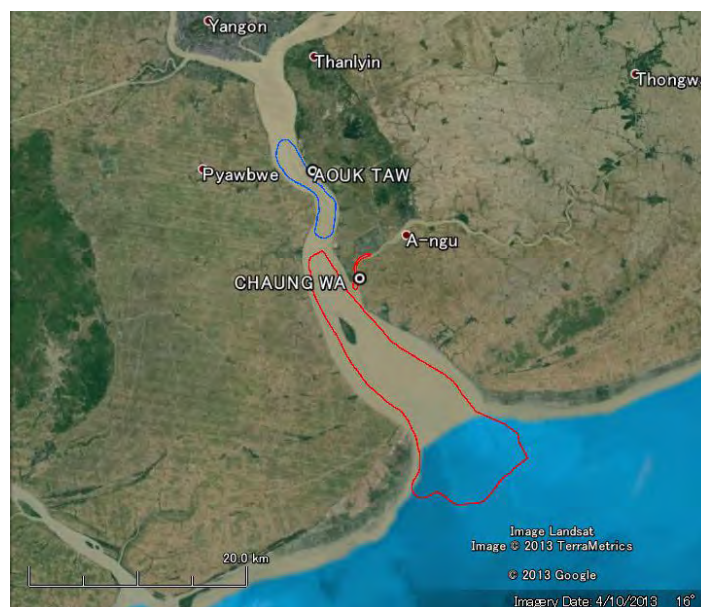 Yangon
Thanlyin
Thongw
Pyawbwe
AOUK TAW
A-ngu
CHAUNG WA
Image Landsat
Image © 2013 TerraMetrics
20.0 km
© 2013 Google
Imagery Date: 4/10/2013 16°